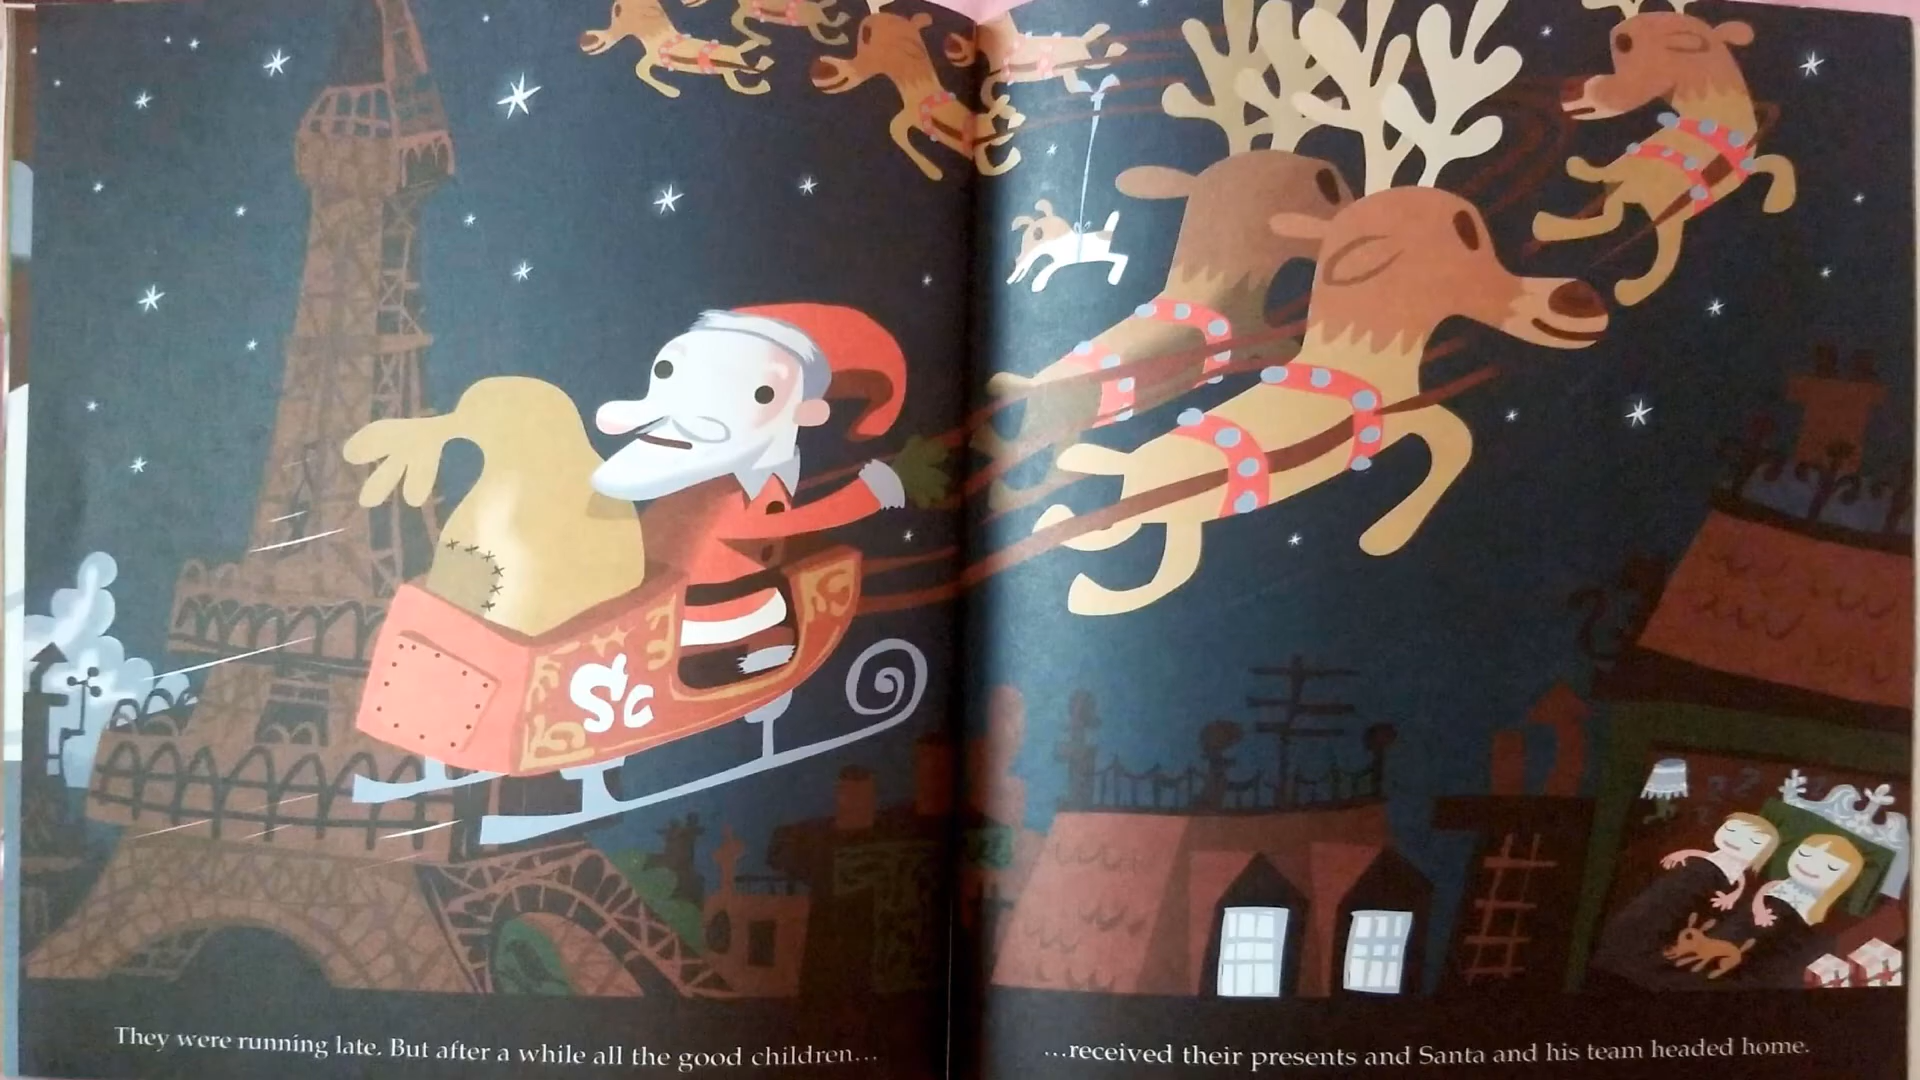 Sc
They were running late. But after a while all the good children...
...received their presents and Santa and his team headed home.